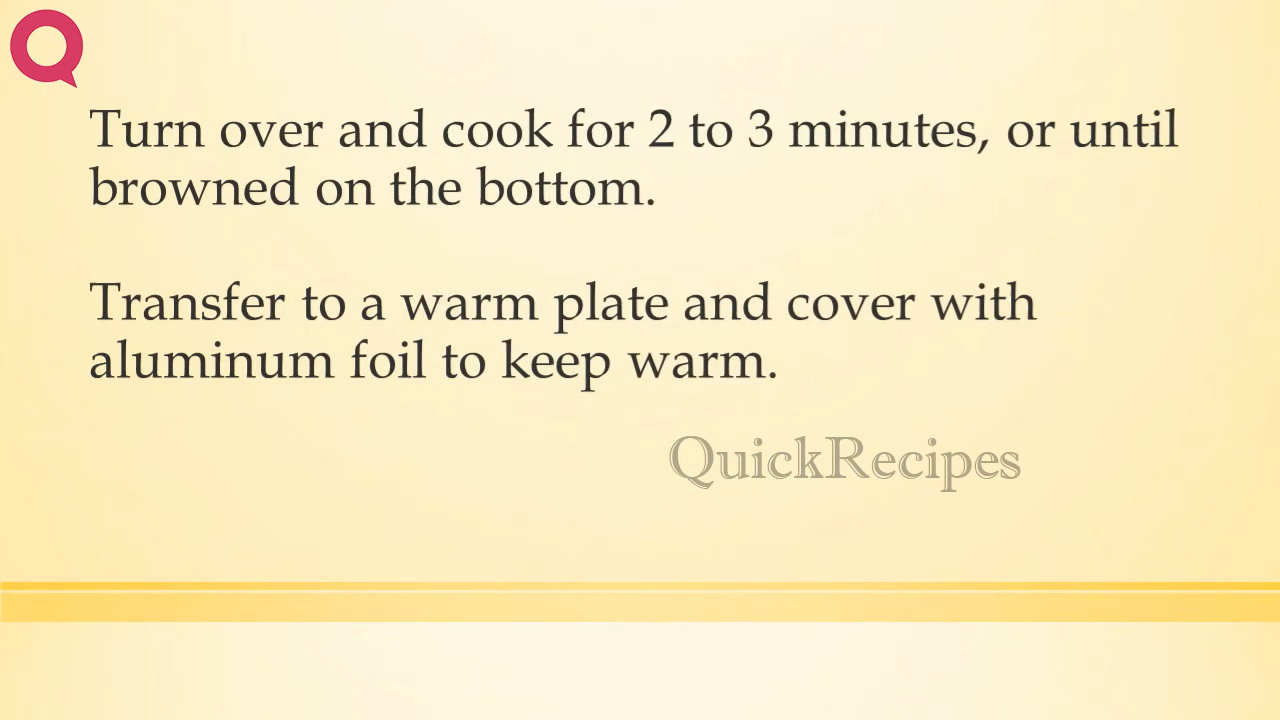 Turn over and cook for 2 to 3 minutes, or until
browned on the bottom.
Transfer to a warm plate and cover with
aluminum foil to keep warm.
QuickRecipes